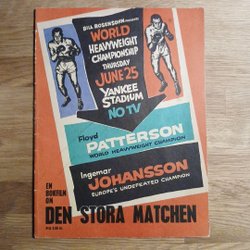 BILL ROSENSOHN presents
WORLD
HEAVYWEIGHT
CHAMPIONSHIP
THURSDAY
JUNE 25
YANKEE
STADIUM
NO TV
Floyd
PATTERSON
WORLD HEAVYWEIGHT CHAMPION
Ingemar
JOHANSSON
EUROPE'S UNDEFEATED CHAMPION
EN
BOKFILM
OM
DEN STORA MATCHEN